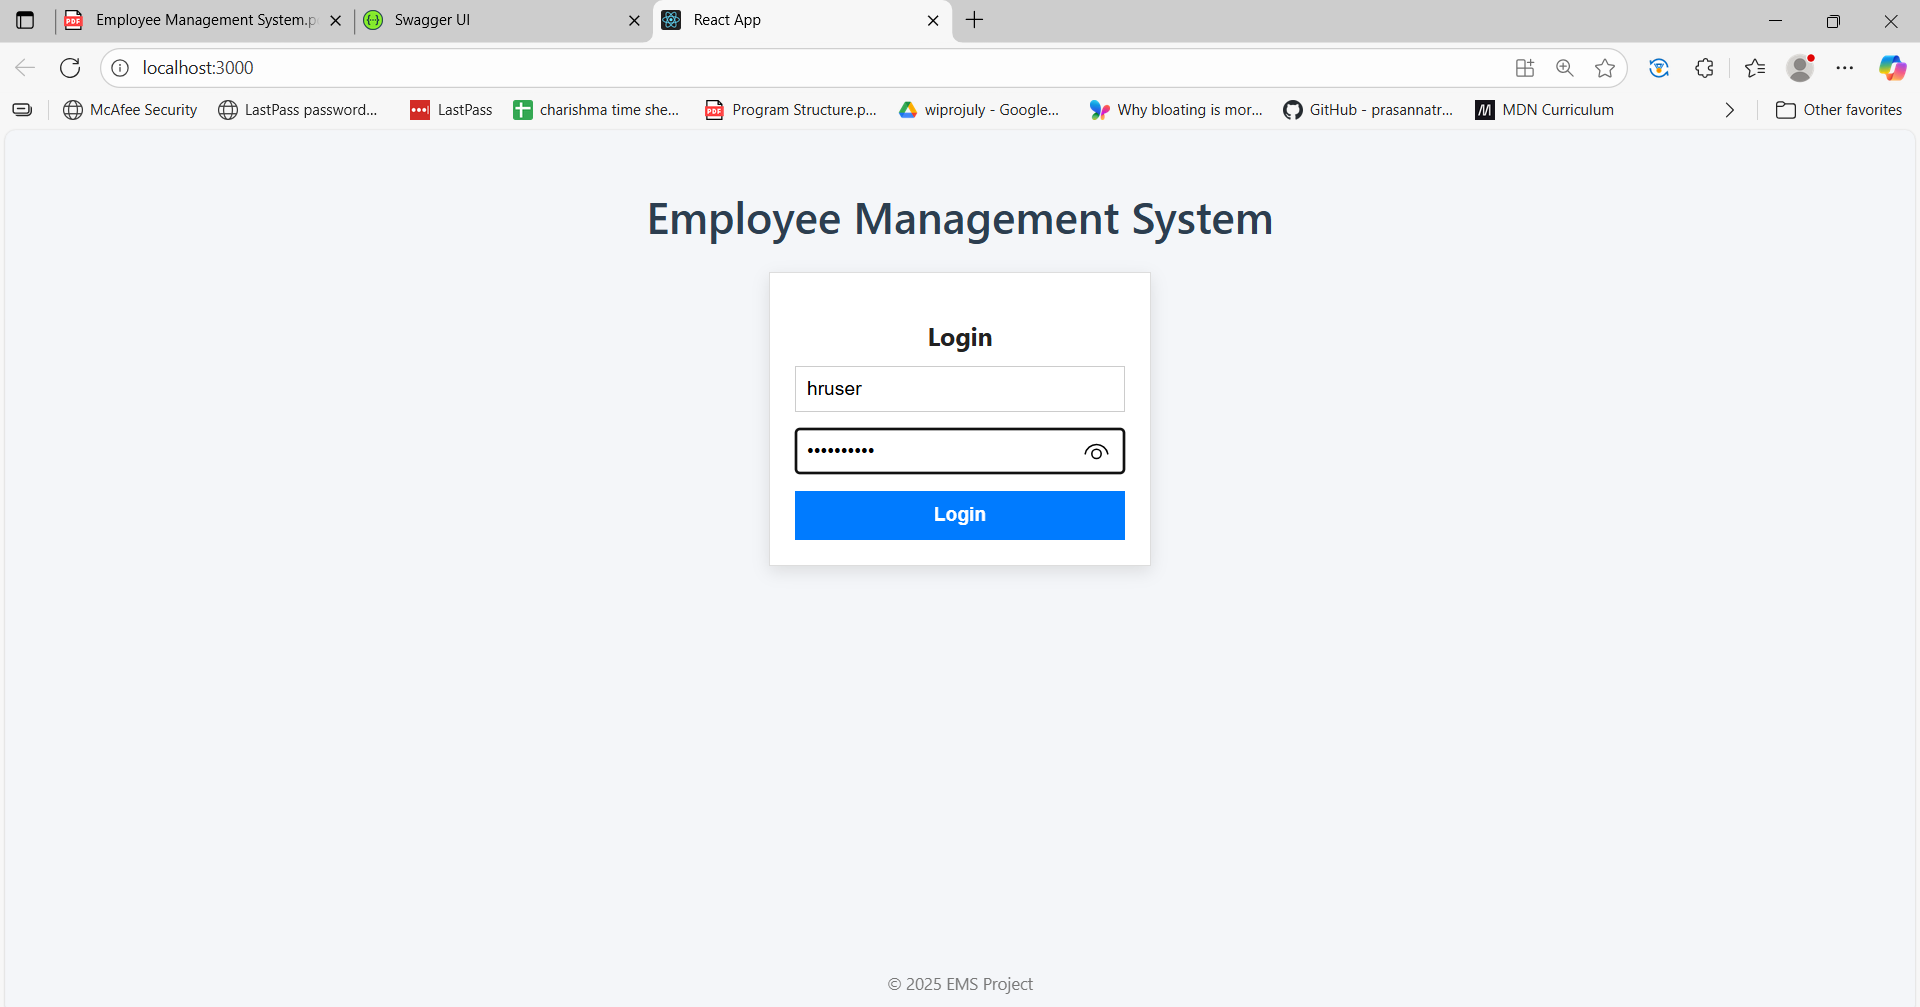 Employee Management System.p
Swagger UI
React App
localhost:3000
McAfee Security
LastPass password...
LastPass
charishma time she...
Program Structure.p...
wiprojuly - Google...
Why bloating is mor...
GitHub - prasannatr...
MDN Curriculum
Other favorites
Employee Management System
Login
hruser
••••••••••
Login
© 2025 EMS Project